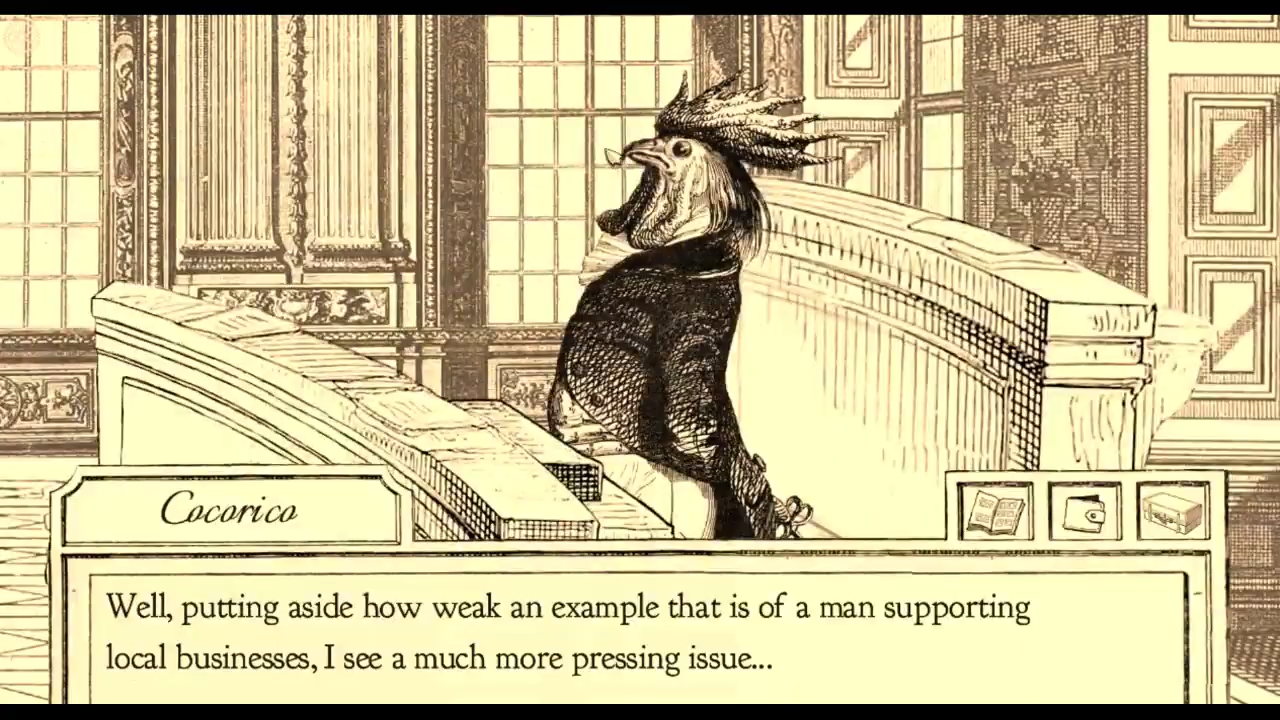 Cocorico
Well, putting aside how weak an example that is of a man supporting
local businesses, I see a much more pressing issue...